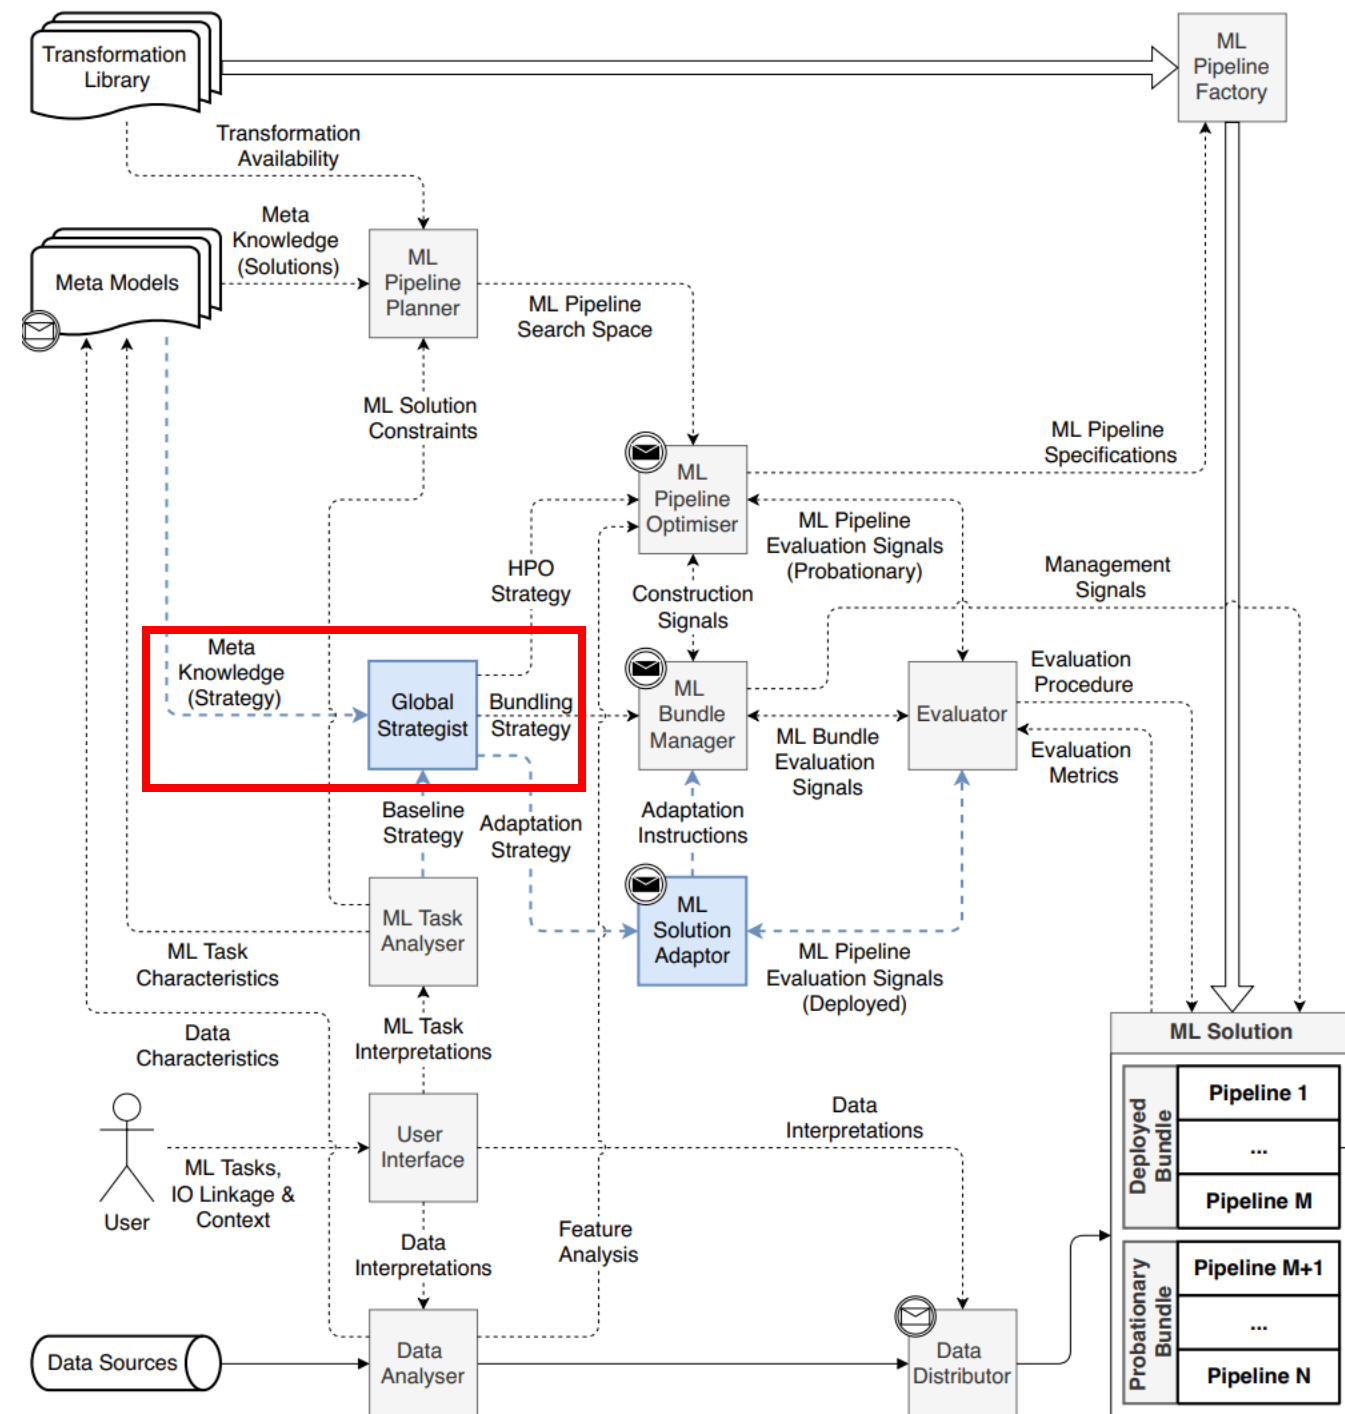 Transformation
Library
ML
Pipeline
Factory
Transformation
Availability
Meta
Knowledge
(Solutions)
Meta Models
ML
Pipeline
Planner
ML Pipeline
Search Space
ML Solution
Constraints
ML Pipeline
Specifications
ML
Pipeline
Optimiser
ML Pipeline
Evaluation Signals
(Probationary)
Management
Signals
HPO
Strategy
Construction
Signals
Meta
Knowledge
(Strategy)
Global
Strategist
Bundling
Strategy
ML
Bundle
Manager
ML Bundle
Evaluation
Signals
Evaluator
Evaluation
Procedure
Evaluation
Metrics
Baseline
Strategy
Adaptation
Strategy
Adaptation
Instructions
ML Task
Analyser
ML
Solution
Adaptor
ML Pipeline
Evaluation Signals
(Deployed)
ML Task
Characteristics
Data
Characteristics
ML Task
Interpretations
ML Solution
Deployed
Bundle
Pipeline 1
...
Pipeline M
User
Interface
Data
Interpretations
ML Tasks,
IO Linkage &
Context
User
Data
Interpretations
Feature
Analysis
Probationary
Bundle
Pipeline M+1
...
Pipeline N
Data Sources
Data
Analyser
Data
Distributor